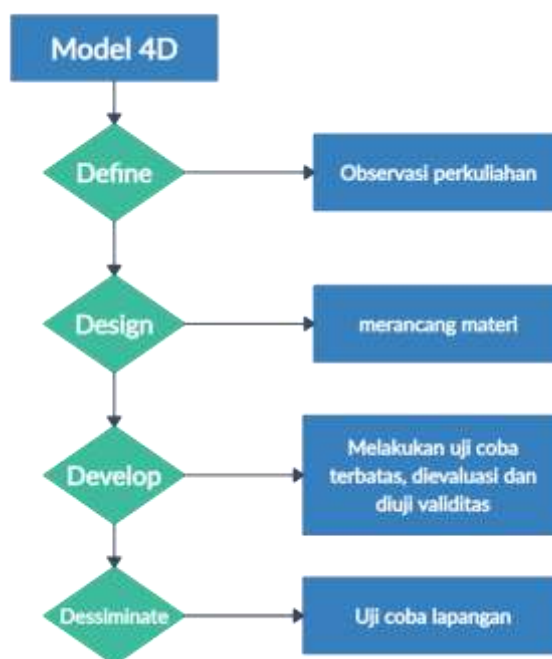 Model 4D
Define
Observasi perkuliahan
Design
merancang materi
Develop
Melakukan uji coba
terbatas, dievaluasi dan
diuji validitas
Dessiminate
Uji coba lapangan